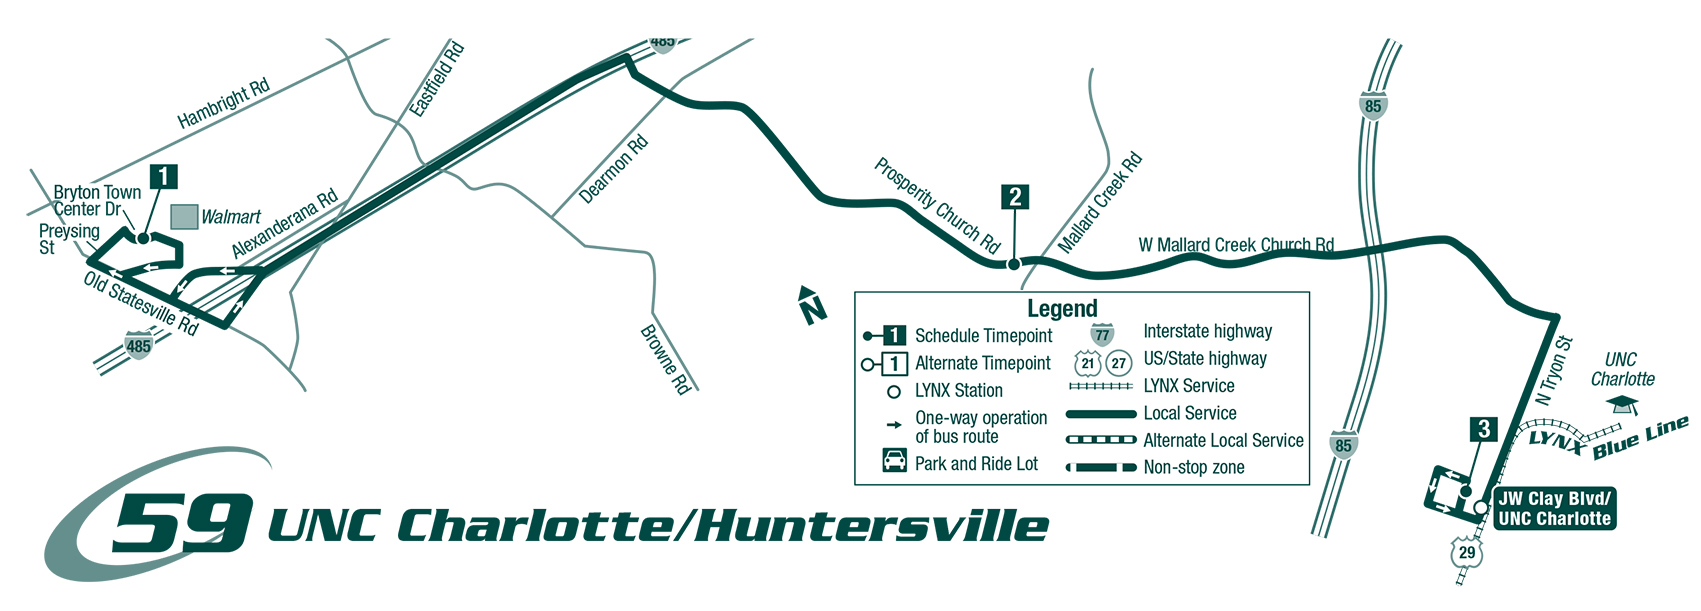 485
Hambright Rd
Eastfield Rd
85
Dearmon Rd
1
Bryton Town
Center Dr
Walmart
Preysing
St
Alexanderana Rd
Prosperity Church Rd
2
Mallard Creek Rd
W Mallard Creek Church Rd
Old Statesville Rd
485
N
Browne Rd
Legend
1 Schedule Timepoint
1 Alternate Timepoint
LYNX Station
One-way operation
of bus route
Park and Ride Lot
77 Interstate highway
21 27 US/State highway
LYNX Service
Local Service
Alternate Local Service
Non-stop zone
N Tryon St
UNC
Charlotte
85
3
LYNX Blue Line
JW Clay Blvd/
UNC Charlotte
29
59 UNC Charlotte/Huntersville